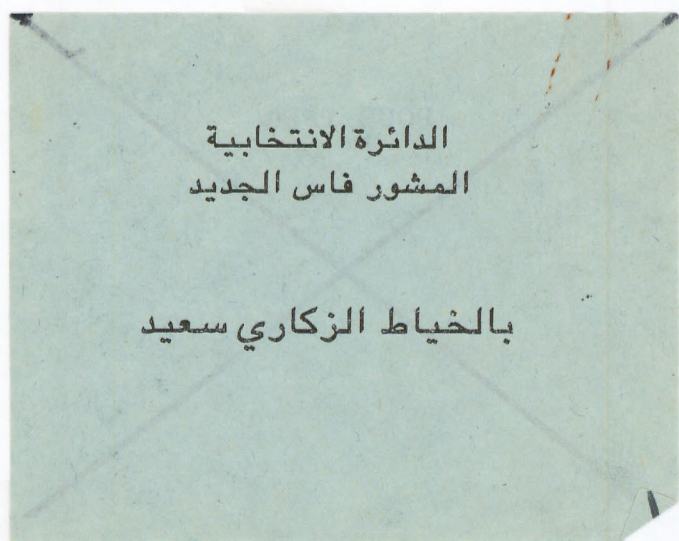 الدائرة الانتخابية
المشور فاس الجديد
بالخياط الزكاري سعيد